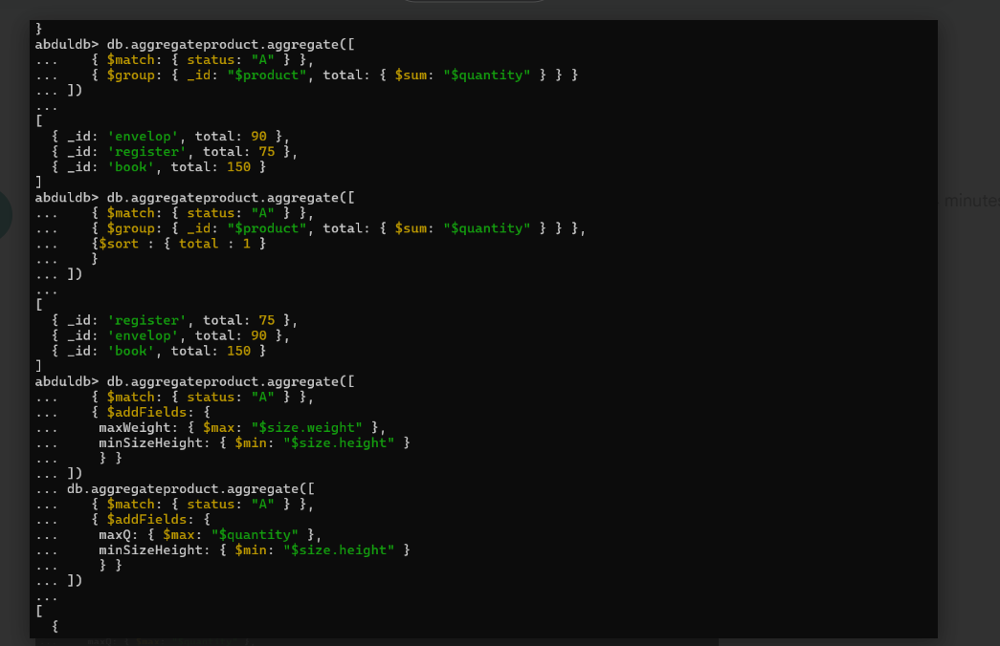 }
abduldb> db.aggregateproduct.aggregate([
...    { $match: { status: "A" } },
...    { $group: { _id: "$product", total: { $sum: "$quantity" } } }
... ])
...
[
  { _id: 'envelop', total: 90 },
  { _id: 'register', total: 75 },
  { _id: 'book', total: 150 }
]
abduldb> db.aggregateproduct.aggregate([
...    { $match: { status: "A" } },
...    { $group: { _id: "$product", total: { $sum: "$quantity" } } },
...    {$sort : { total : 1 }
...    }
... ])
...
[
  { _id: 'register', total: 75 },
  { _id: 'envelop', total: 90 },
  { _id: 'book', total: 150 }
]
abduldb> db.aggregateproduct.aggregate([
...    { $match: { status: "A" } },
...    { $addFields: {
...     maxWeight: { $max: "$size.weight" },
...     minSizeHeight: { $min: "$size.height" }
...     } }
... ])
... db.aggregateproduct.aggregate([
...    { $match: { status: "A" } },
...    { $addFields: {
...     maxQ: { $max: "$quantity" },
...     minSizeHeight: { $min: "$size.height" }
...     } }
... ])
...
[
  {
minute